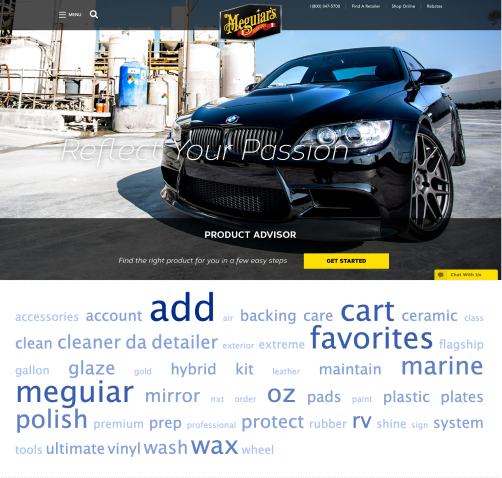 MENU
Meguiar's
1(800) 347-5700 Find A Retailer Shop Online Rebates
Reflect Your Passion
PRODUCT ADVISOR
Find the right product for you in a few easy steps GET STARTED
Chat With Us
accessories account add air backing care cart ceramic class
clean cleaner da detailer exterior extreme favorites flagship
gallon glaze gold hybrid kit leather maintain marine
meguiar mirror nxt order oz pads paint plastic plates
polish premium prep professional protect rubber rv shine sign system
tools ultimate vinyl wash wax wheel